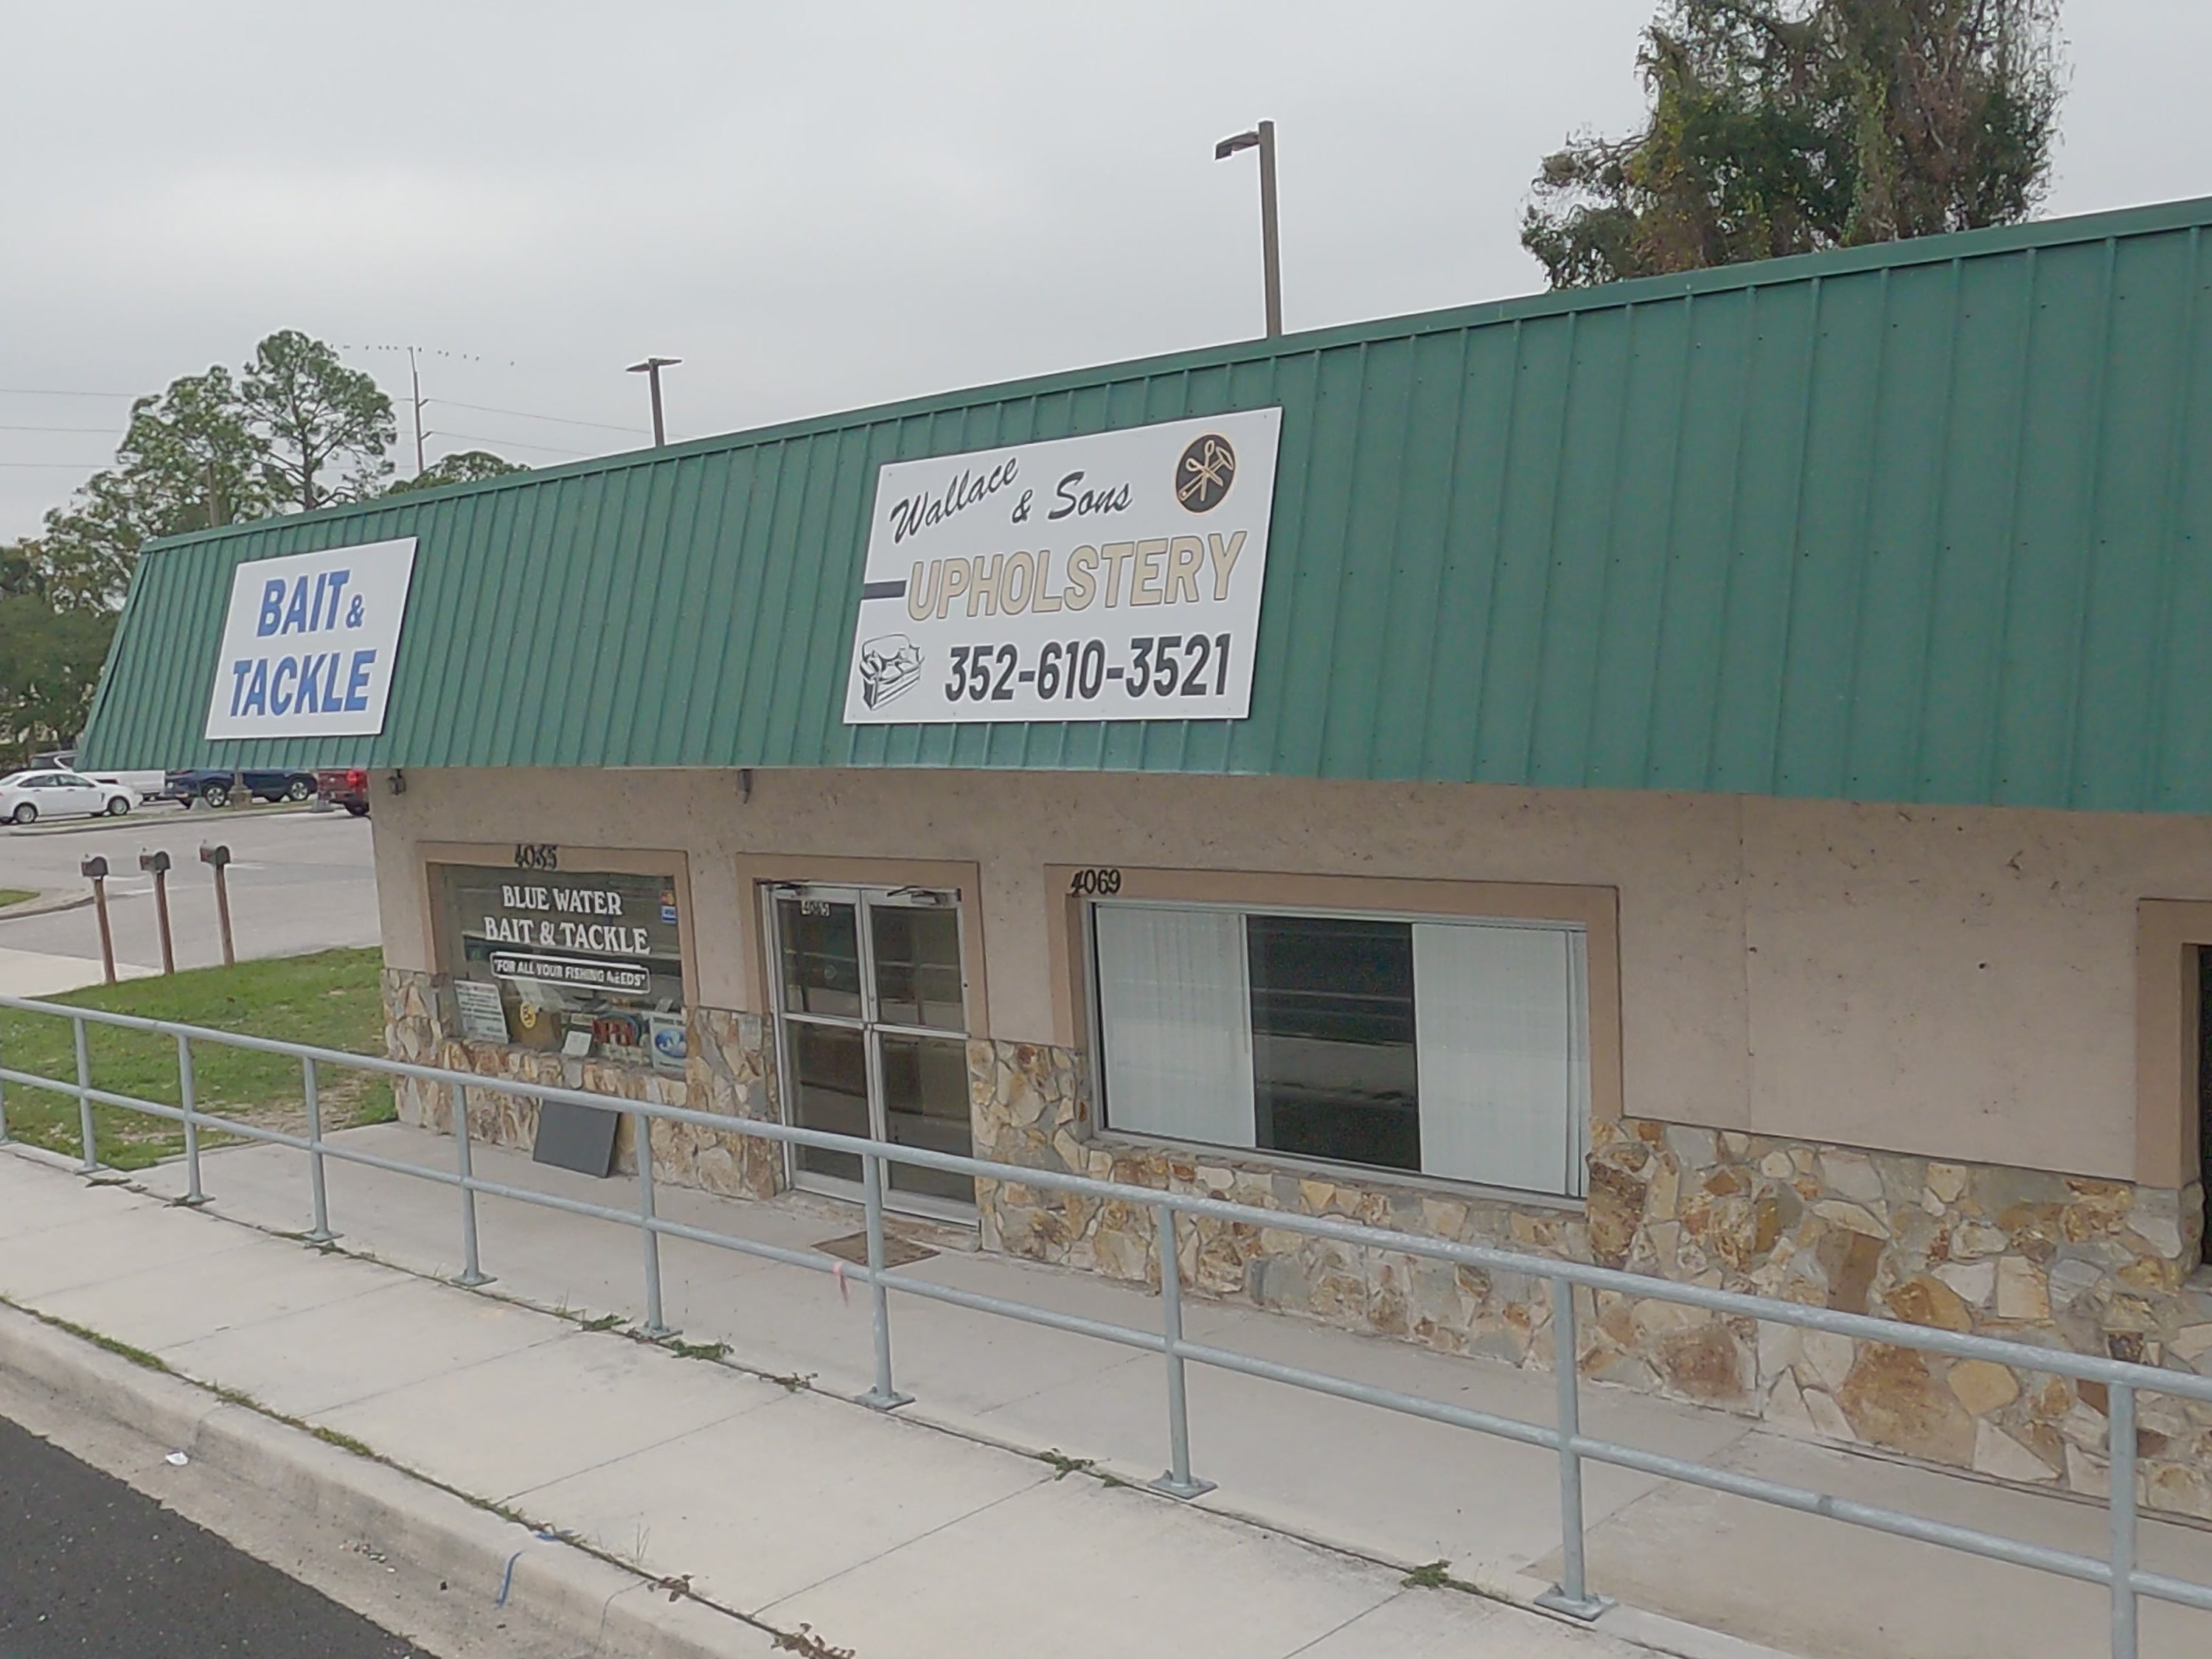 BAIT &
TACKLE
Wallace & Sons
UPHOLSTERY
352-610-3521
4065
BLUE WATER
BAIT & TACKLE
"FOR ALL YOUR FISHING NEEDS"
4065
4069